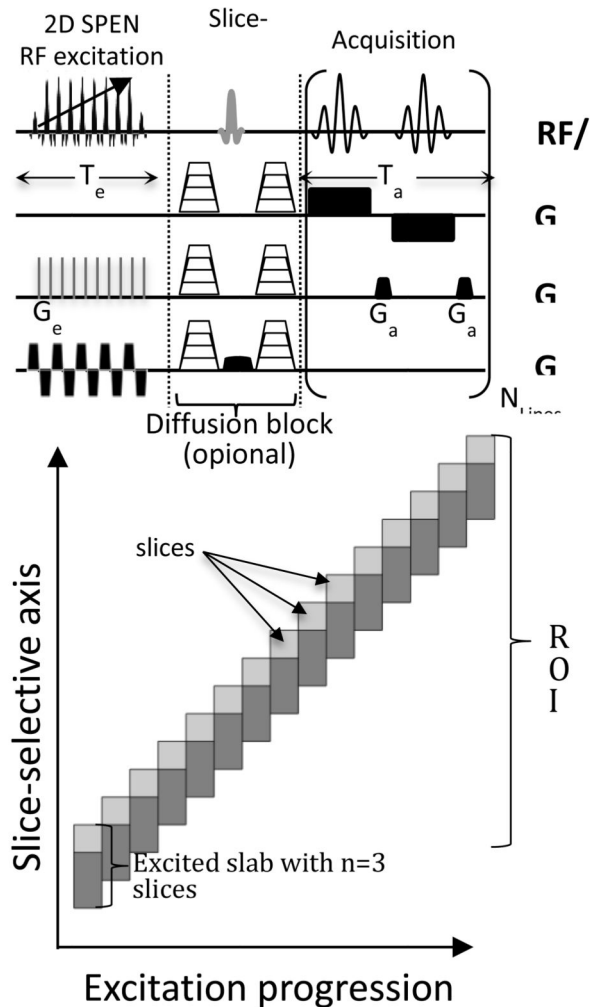 2D SPEN
RF excitation
Slice-
Acquisition
RF/
T
e
T
a
G
G
e
G
a
G
a
G
G
N
Lines
Diffusion block
(opional)
Slice-selective axis
slices
R
O
I
Excited slab with n=3
slices
Excitation progression